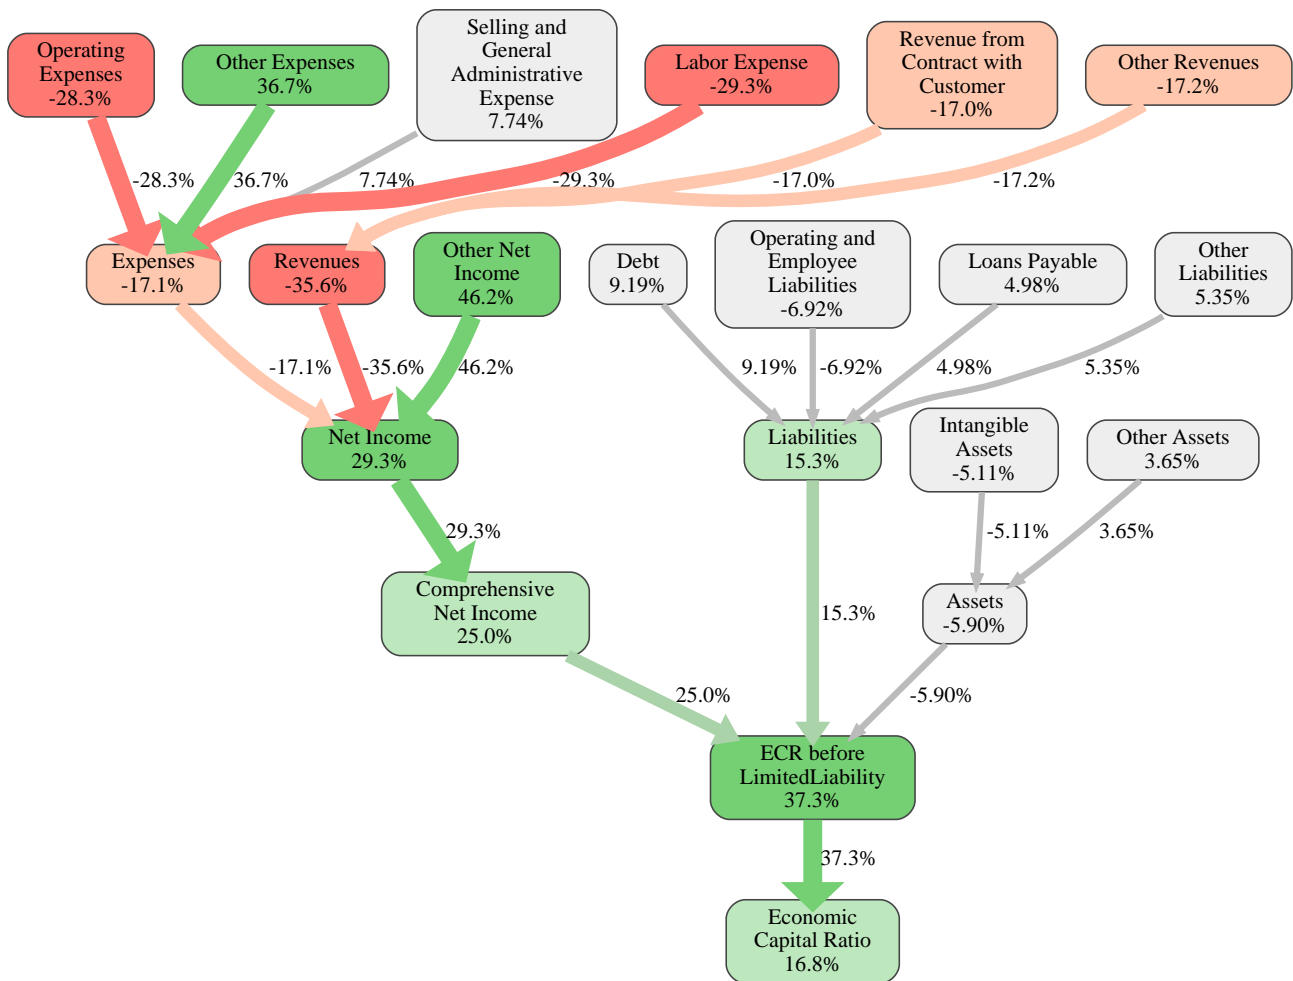 Operating
Expenses
-28.3%
Other Expenses
36.7%
Selling and
General
Administrative
Expense
7.74%
Labor Expense
-29.3%
Revenue from
Contract with
Customer
-17.0%
Other Revenues
-17.2%
-28.3%
36.7%
7.74%
-29.3%
-17.0%
-17.2%
Expenses
-17.1%
Revenues
-35.6%
Other Net
Income
46.2%
Debt
9.19%
Operating and
Employee
Liabilities
-6.92%
Loans Payable
4.98%
Other
Liabilities
5.35%
-17.1%
-35.6%
46.2%
9.19%
-6.92%
4.98%
5.35%
Net Income
29.3%
Liabilities
15.3%
Intangible
Assets
-5.11%
Other Assets
3.65%
29.3%
-5.11%
3.65%
Comprehensive
Net Income
25.0%
15.3%
Assets
-5.90%
25.0%
-5.90%
ECR before
LimitedLiability
37.3%
37.3%
Economic
Capital Ratio
16.8%